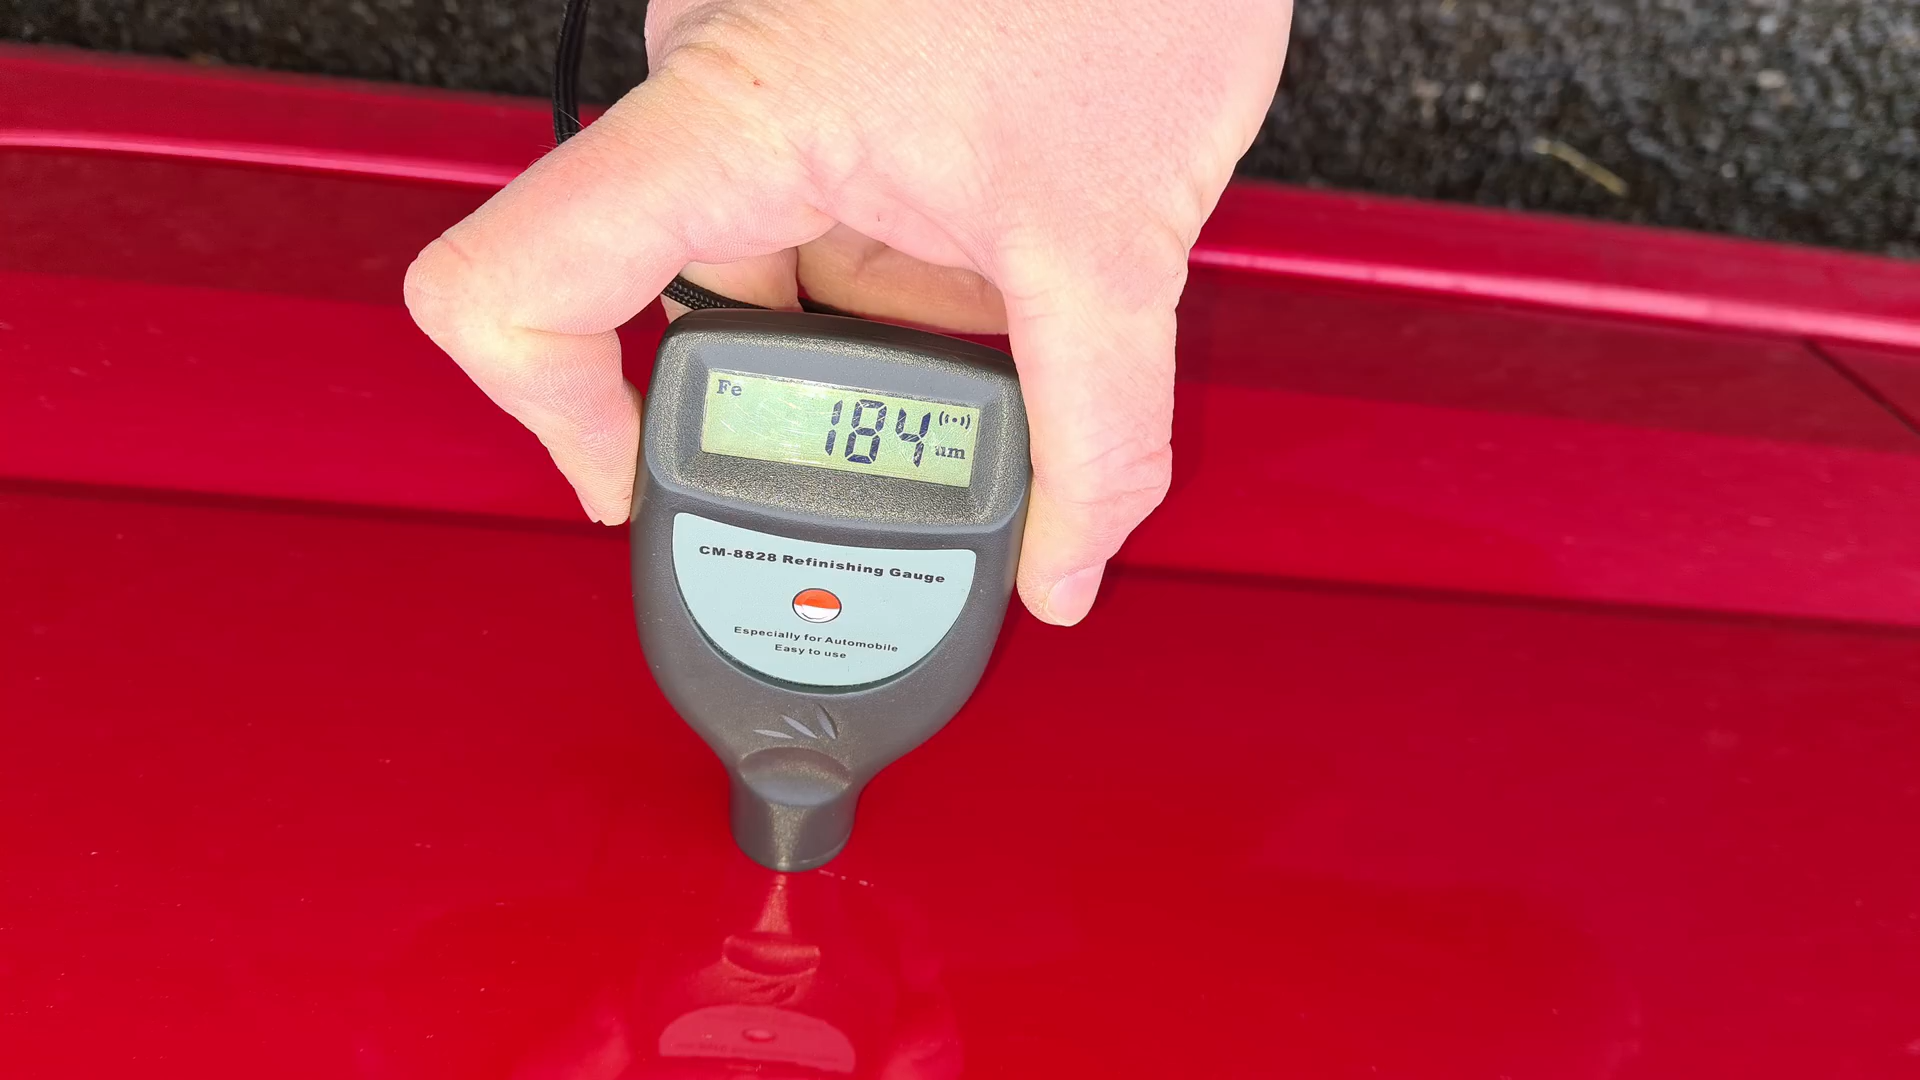 Fe
184
um
CM-8828 Refinishing Gauge
Especially for Automobile
Easy to use